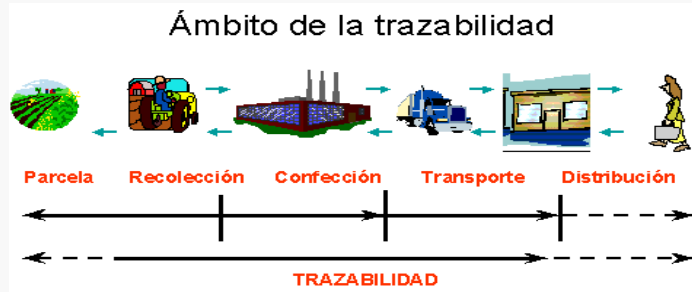 Ámbito de la trazabilidad
Parcela Recolección Confección Transporte Distribución
TRAZABILIDAD